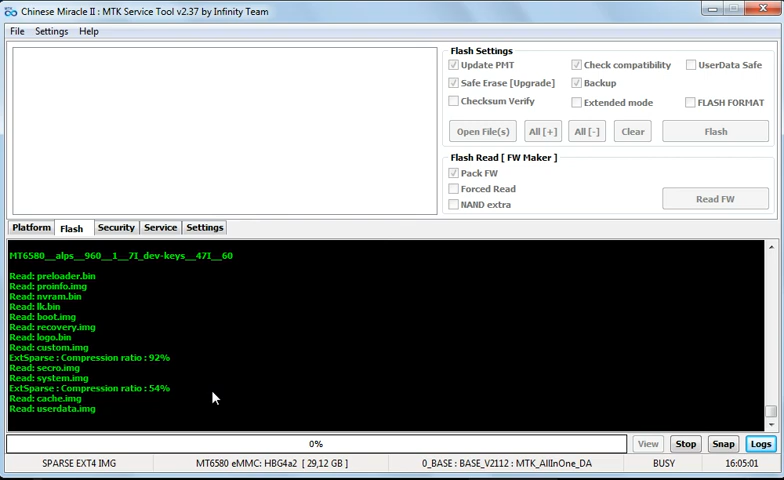 Chinese Miracle II : MTK Service Tool v2.37 by Infinity Team
File Settings Help
Flash Settings
Update PMT Check compatibility UserData Safe
Safe Erase [Upgrade] Backup
Checksum Verify Extended mode FLASH FORMAT
Open File(s) All [+] All [-] Clear Flash
Flash Read [ FW Maker ]
Pack FW
Forced Read
NAND extra
Read FW
Platform Flash Security Service Settings
MT6580__alps__960__1__7I_dev-keys__47I__60
Read: preloader.bin
Read: proinfo.img
Read: nvram.bin
Read: lk.bin
Read: boot.img
Read: recovery.img
Read: logo.bin
Read: custom.img
ExtSparse : Compression ratio : 92%
Read: secro.img
Read: system.img
ExtSparse : Compression ratio : 54%
Read: cache.img
Read: userdata.img
0% View Stop Snap Logs
SPARSE EXT4 IMG MT6580 eMMC: HBG4a2 [ 29,12 GB ] 0_BASE : BASE_V2112 : MTK_AllInOne_DA BUSY 16:05:01